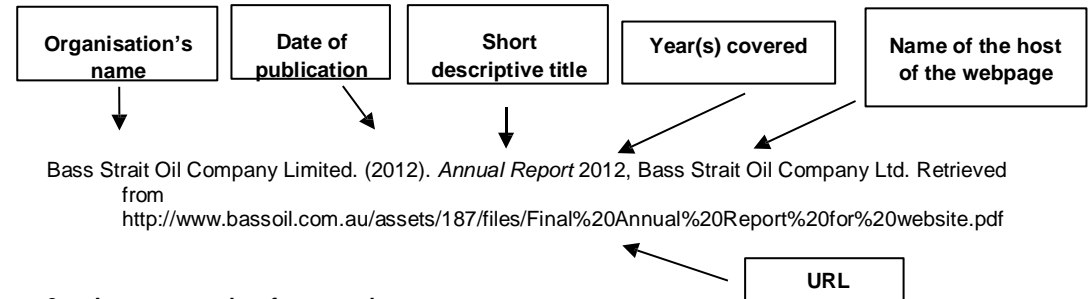 Organisation's
name
Date of
publication
Short
descriptive title
Year(s) covered
Name of the host
of the webpage
Bass Strait Oil Company Limited. (2012). Annual Report 2012, Bass Strait Oil Company Ltd. Retrieved
from
http://www.bassoil.com.au/assets/187/files/Final%20Annual%20Report%20for%20website.pdf
URL